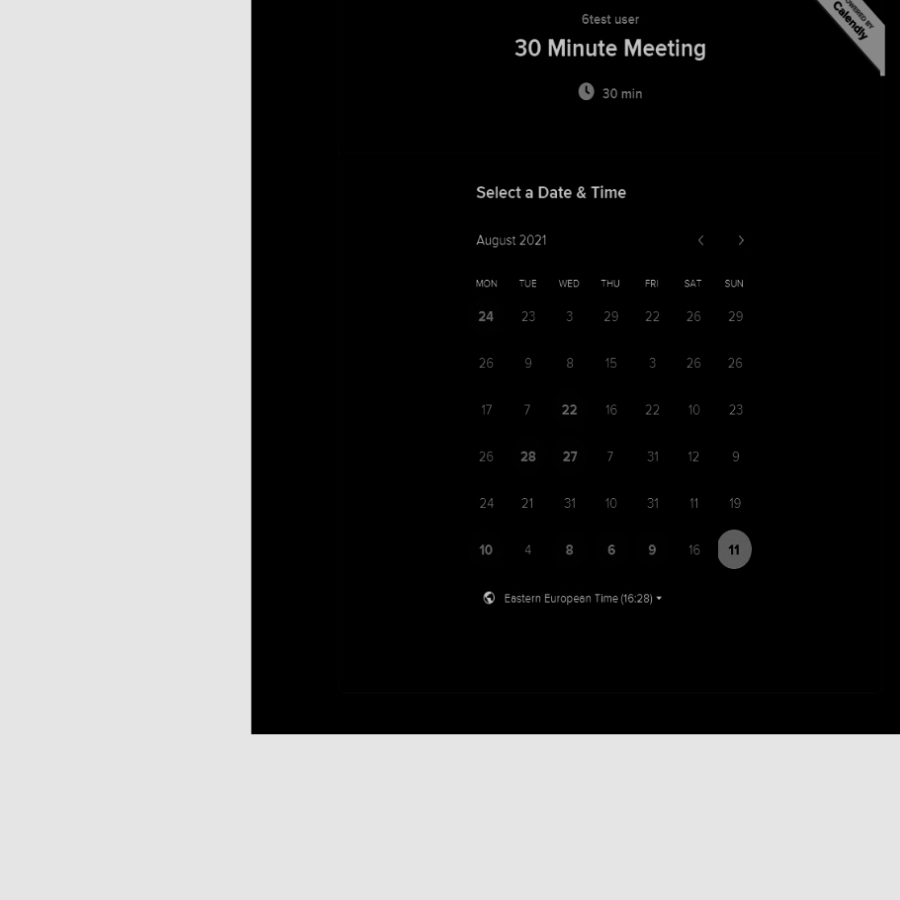 POWERED BY
Calendly
6test user
30 Minute Meeting
30 min
Select a Date & Time
August 2021
MON TUE WED THU FRI SAT SUN
24 23 3 29 22 26 29
26 9 8 15 3 26 26
17 7 22 16 22 10 23
26 28 27 7 31 12 9
24 21 31 10 31 11 19
10 4 8 6 9 16 11
Eastern European Time (16:28)